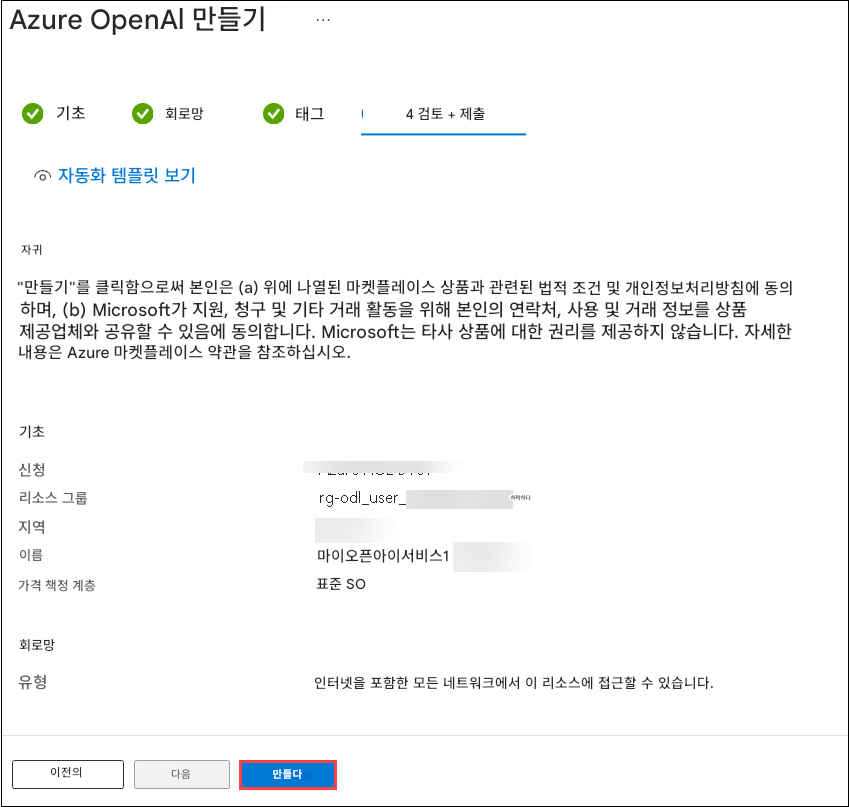 Azure OpenAI 만들기 ...
기초 회로망 태그 4 검토 + 제출
자동화 템플릿 보기
자귀
"만들기"를 클릭함으로써 본인은 (a) 위에 나열된 마켓플레이스 상품과 관련된 법적 조건 및 개인정보처리방침에 동의
하며, (b) Microsoft가 지원, 청구 및 기타 거래 활동을 위해 본인의 연락처, 사용 및 거래 정보를 상품
제공업체와 공유할 수 있음에 동의합니다. Microsoft는 타사 상품에 대한 권리를 제공하지 않습니다. 자세한
내용은 Azure 마켓플레이스 약관을 참조하십시오.
기초
신청
리소스 그룹 rg-odl_user_
지역
이름 마이오픈아이서비스1
가격 책정 계층 표준 SO
회로망
유형 인터넷을 포함한 모든 네트워크에서 이 리소스에 접근할 수 있습니다.
이전의 다음 만들다